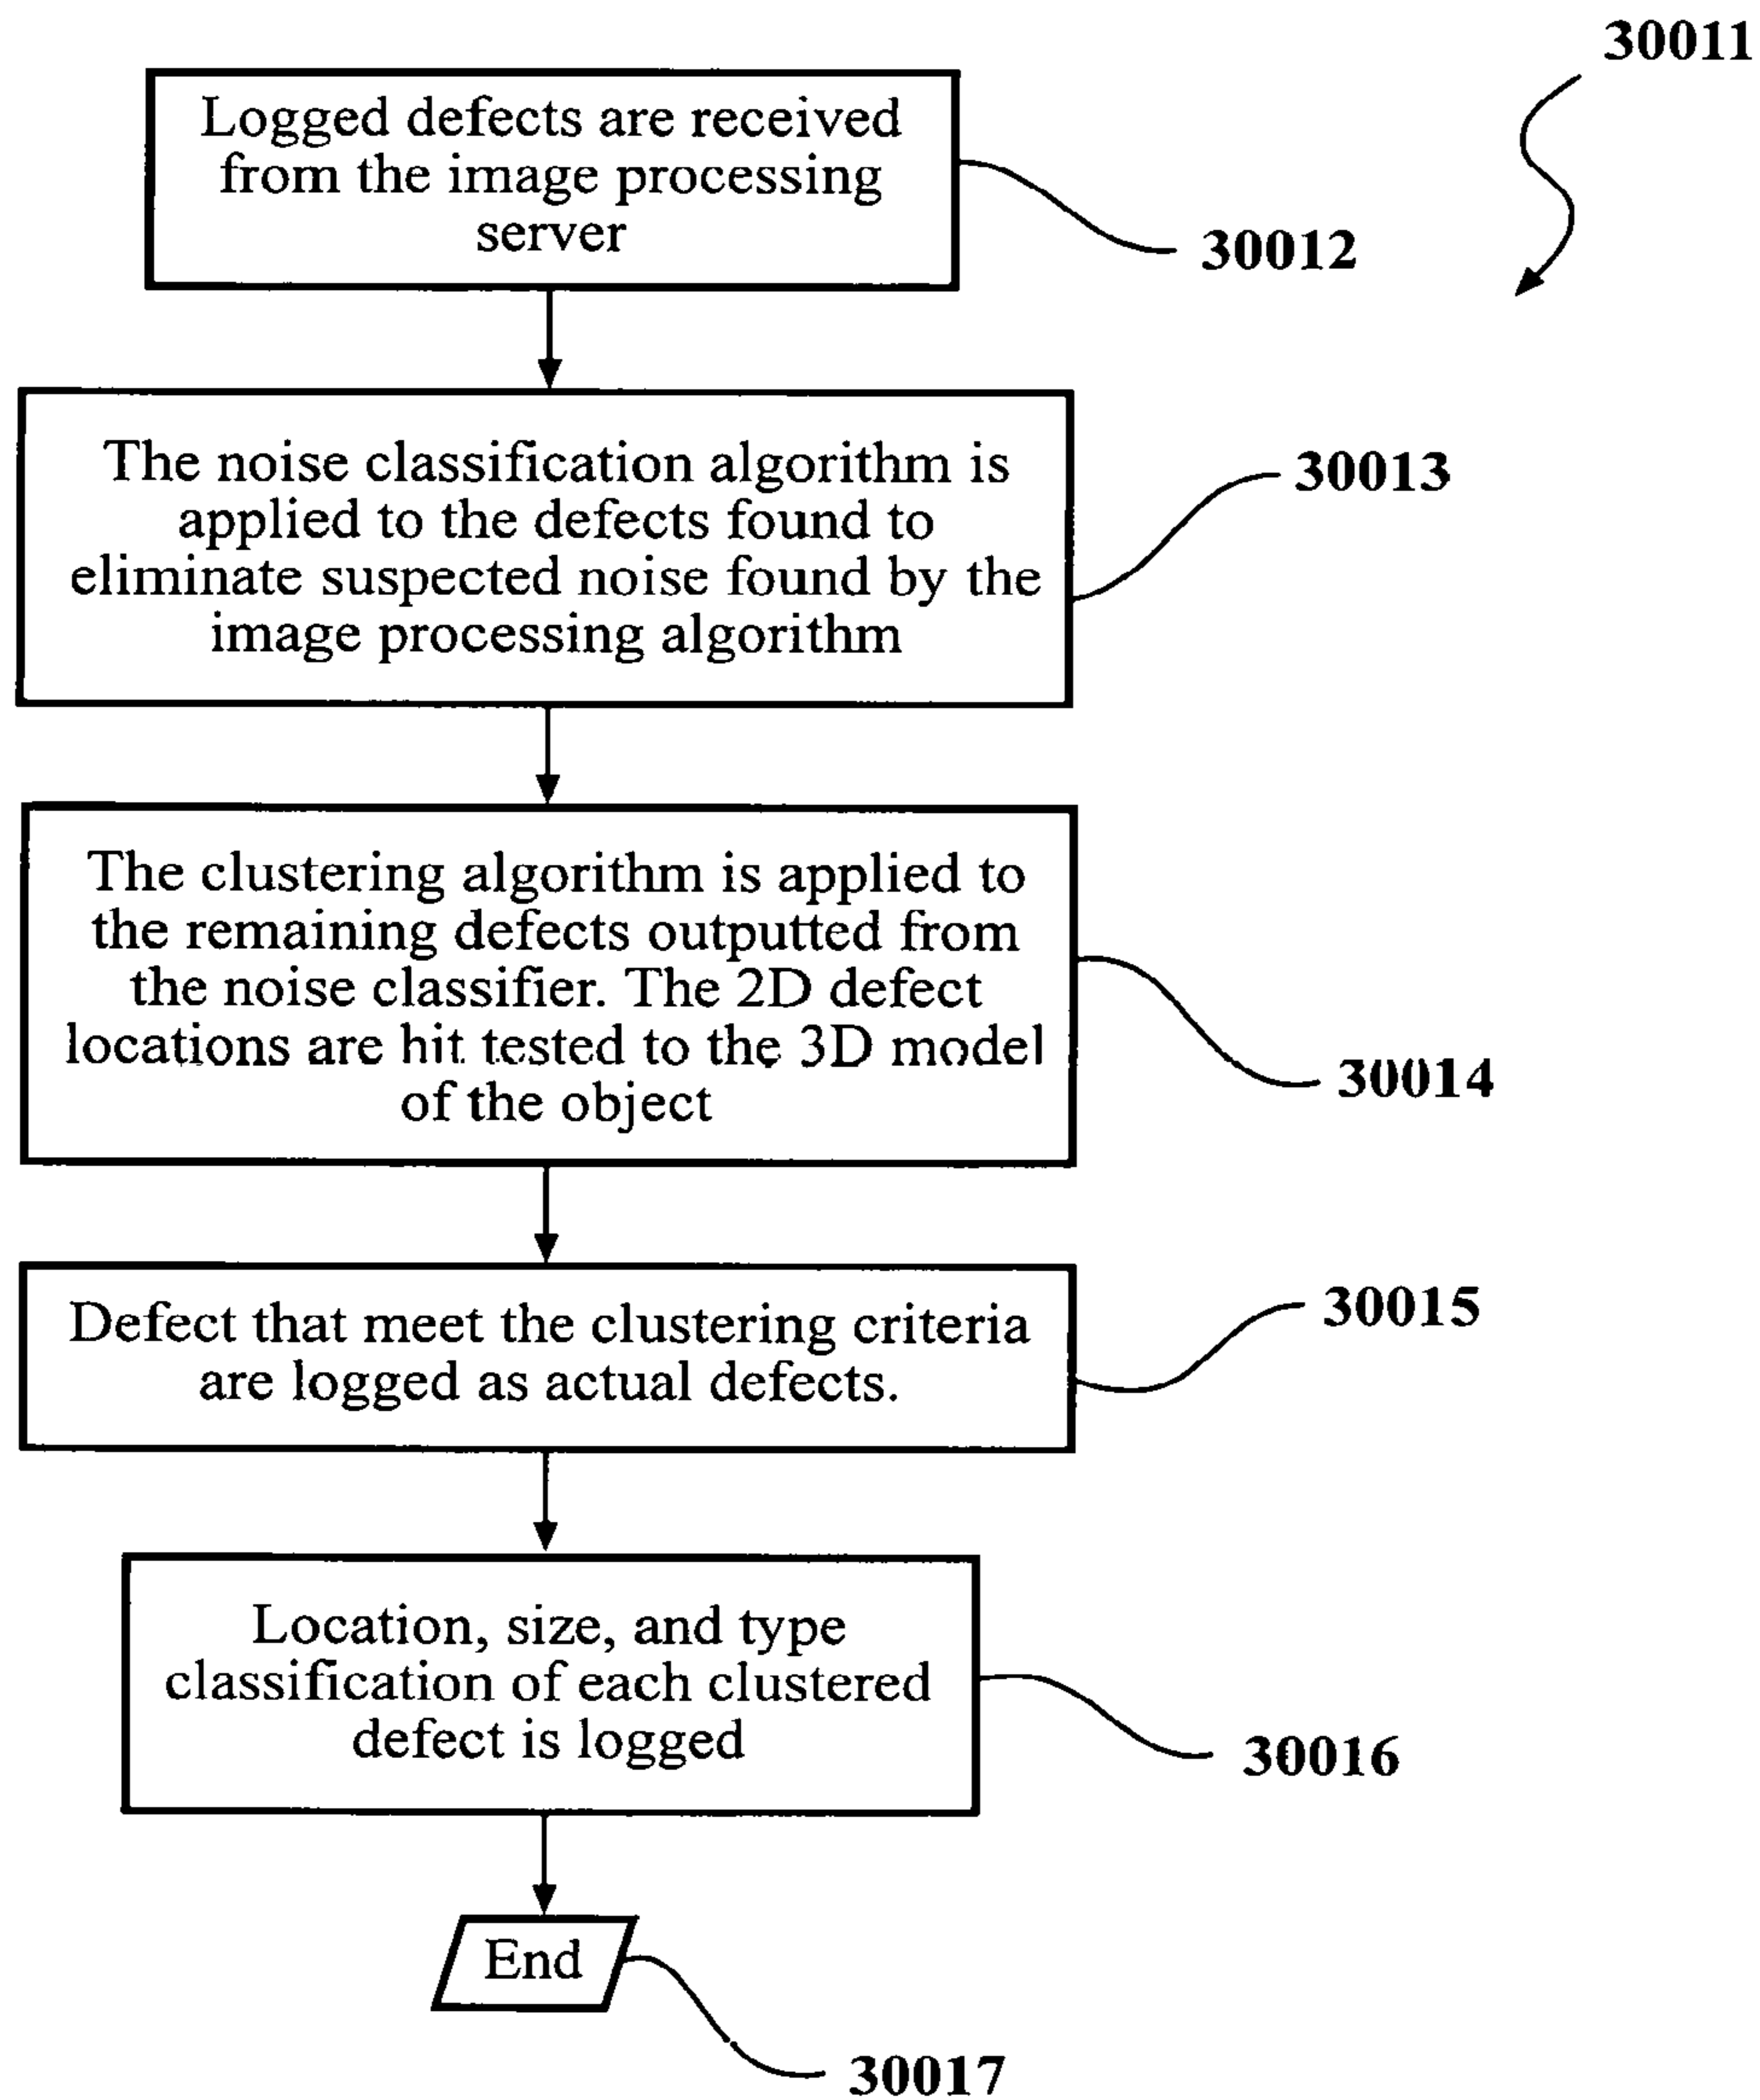 30011
Logged defects are received
from the image processing
server
30012
The noise classification algorithm is
applied to the defects found to
eliminate suspected noise found by the
image processing algorithm
30013
The clustering algorithm is applied to
the remaining defects outputted from
the noise classifier. The 2D defect
locations are hit tested to the 3D model
of the object
30014
Defect that meet the clustering criteria
are logged as actual defects.
30015
Location, size, and type
classification of each clustered
defect is logged
30016
End
30017